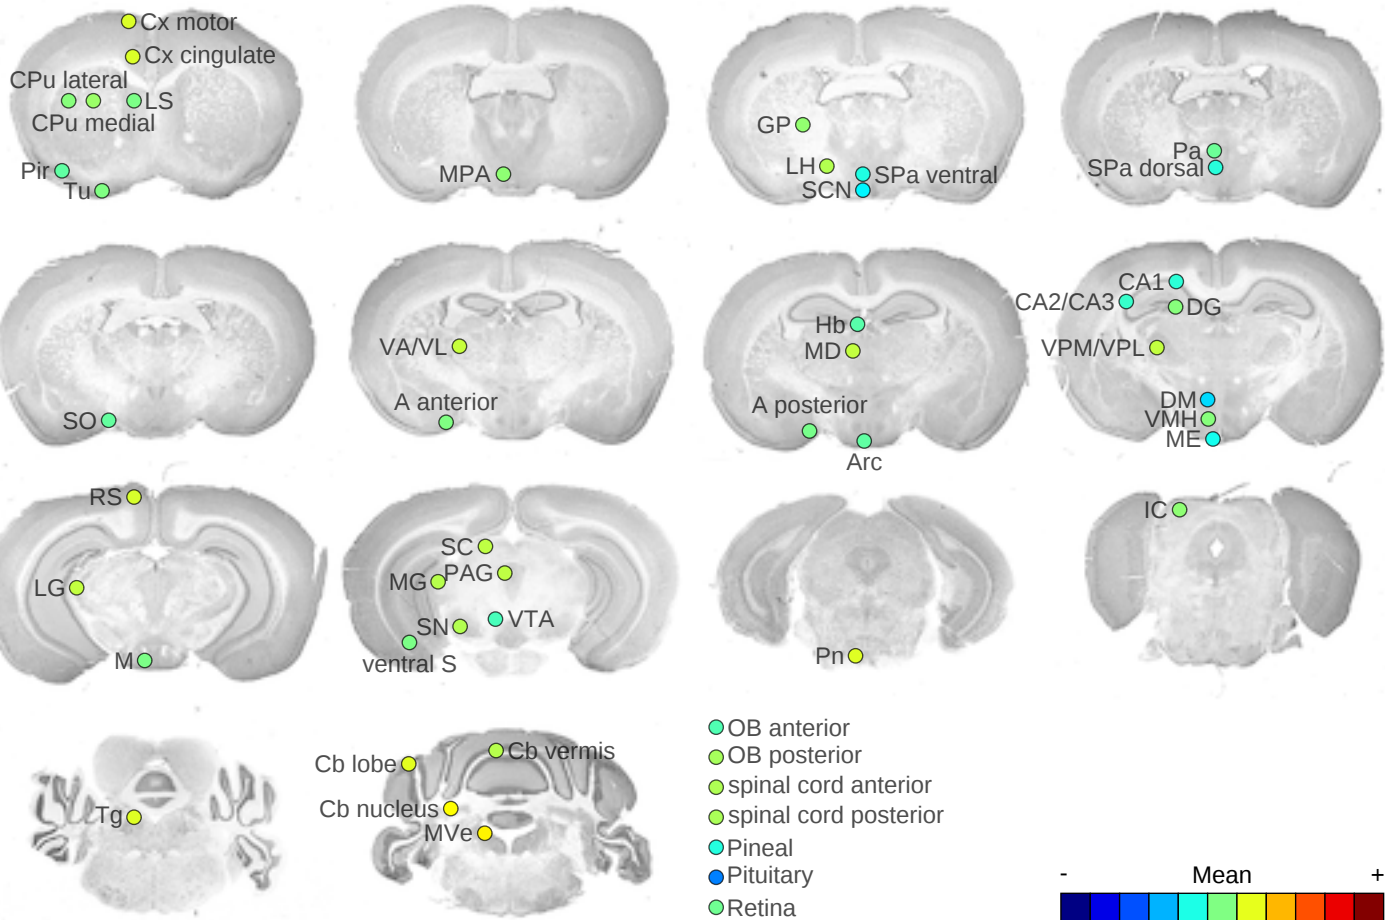 Cx motor
Cx cingulate
CPu lateral
LS
CPu medial
Pir
Tu
MPA
GP
LH
SPa ventral
SCN
Pa
SPa dorsal
SO
VA/VL
A anterior
Hb
MD
A posterior
Arc
CA1
CA2/CA3
DG
VPM/VPL
DM
VMH
ME
RS
LG
M
SC
PAG
MG
SN
VTA
ventral S
Pn
IC
Tg
Cb lobe
Cb vermis
Cb nucleus
MVe
OB anterior
OB posterior
spinal cord anterior
spinal cord posterior
Pineal
Pituitary
Retina
- Mean +